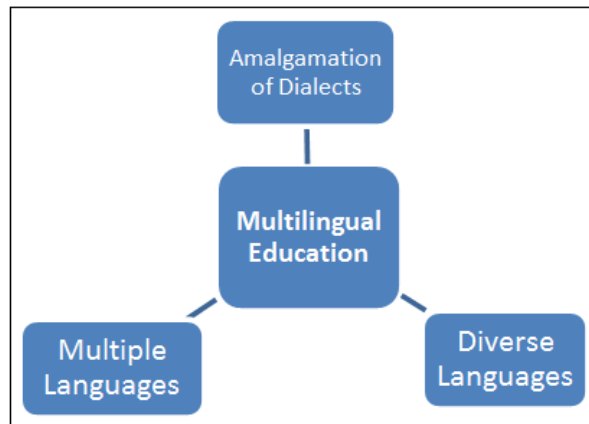 Amalgamation
of Dialects
Multilingual
Education
Multiple
Languages
Diverse
Languages